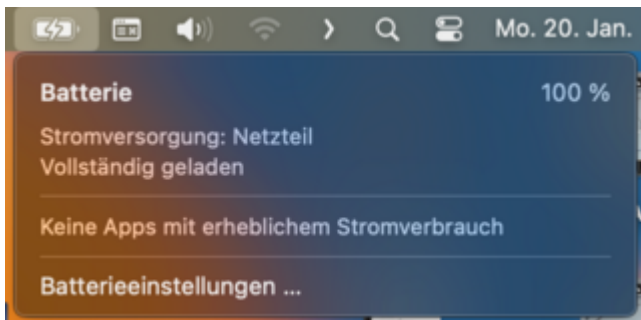 Mo. 20. Jan.
Batterie 100 %
Stromversorgung: Netzteil
Vollständig geladen
Keine Apps mit erheblichem Stromverbrauch
Batterieeinstellungen ...